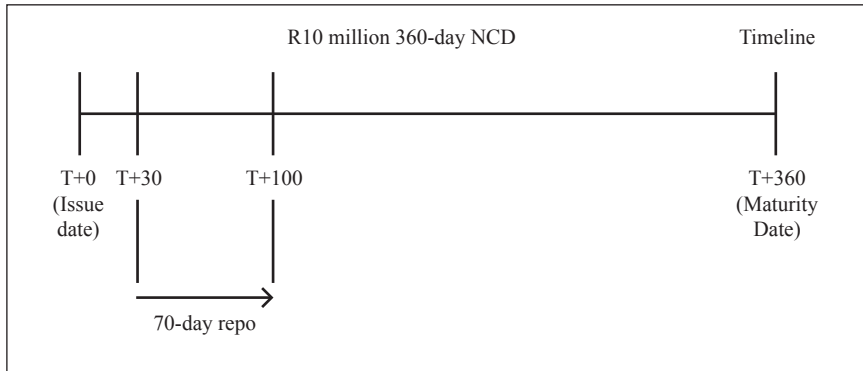 R10 million 360-day NCD Timeline
T+0 T+30 T+100 T+360
(Issue (Maturity
date) Date)
70-day repo